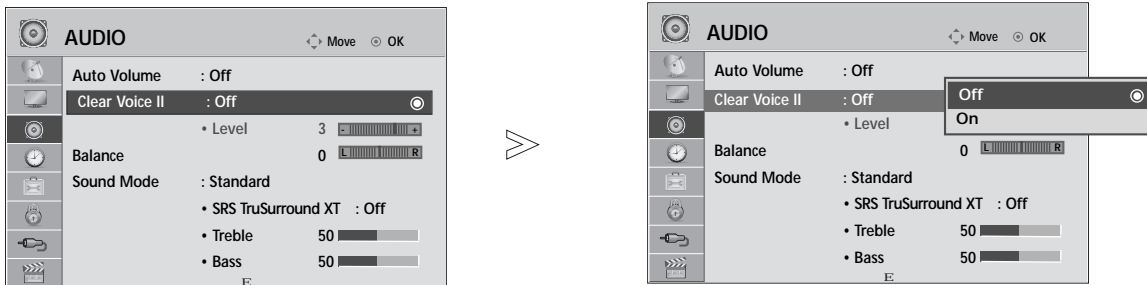 AUDIO
Move OK
Auto Volume : Off
Clear Voice II : Off
• Level 3 - +
Balance 0 L R
Sound Mode : Standard
• SRS TruSurround XT : Off
• Treble 50
• Bass 50
E
AUDIO
Move OK
Auto Volume : Off
Clear Voice II : Off
Off
On
• Level
Balance 0 L R
Sound Mode : Standard
• SRS TruSurround XT : Off
• Treble 50
• Bass 50
E